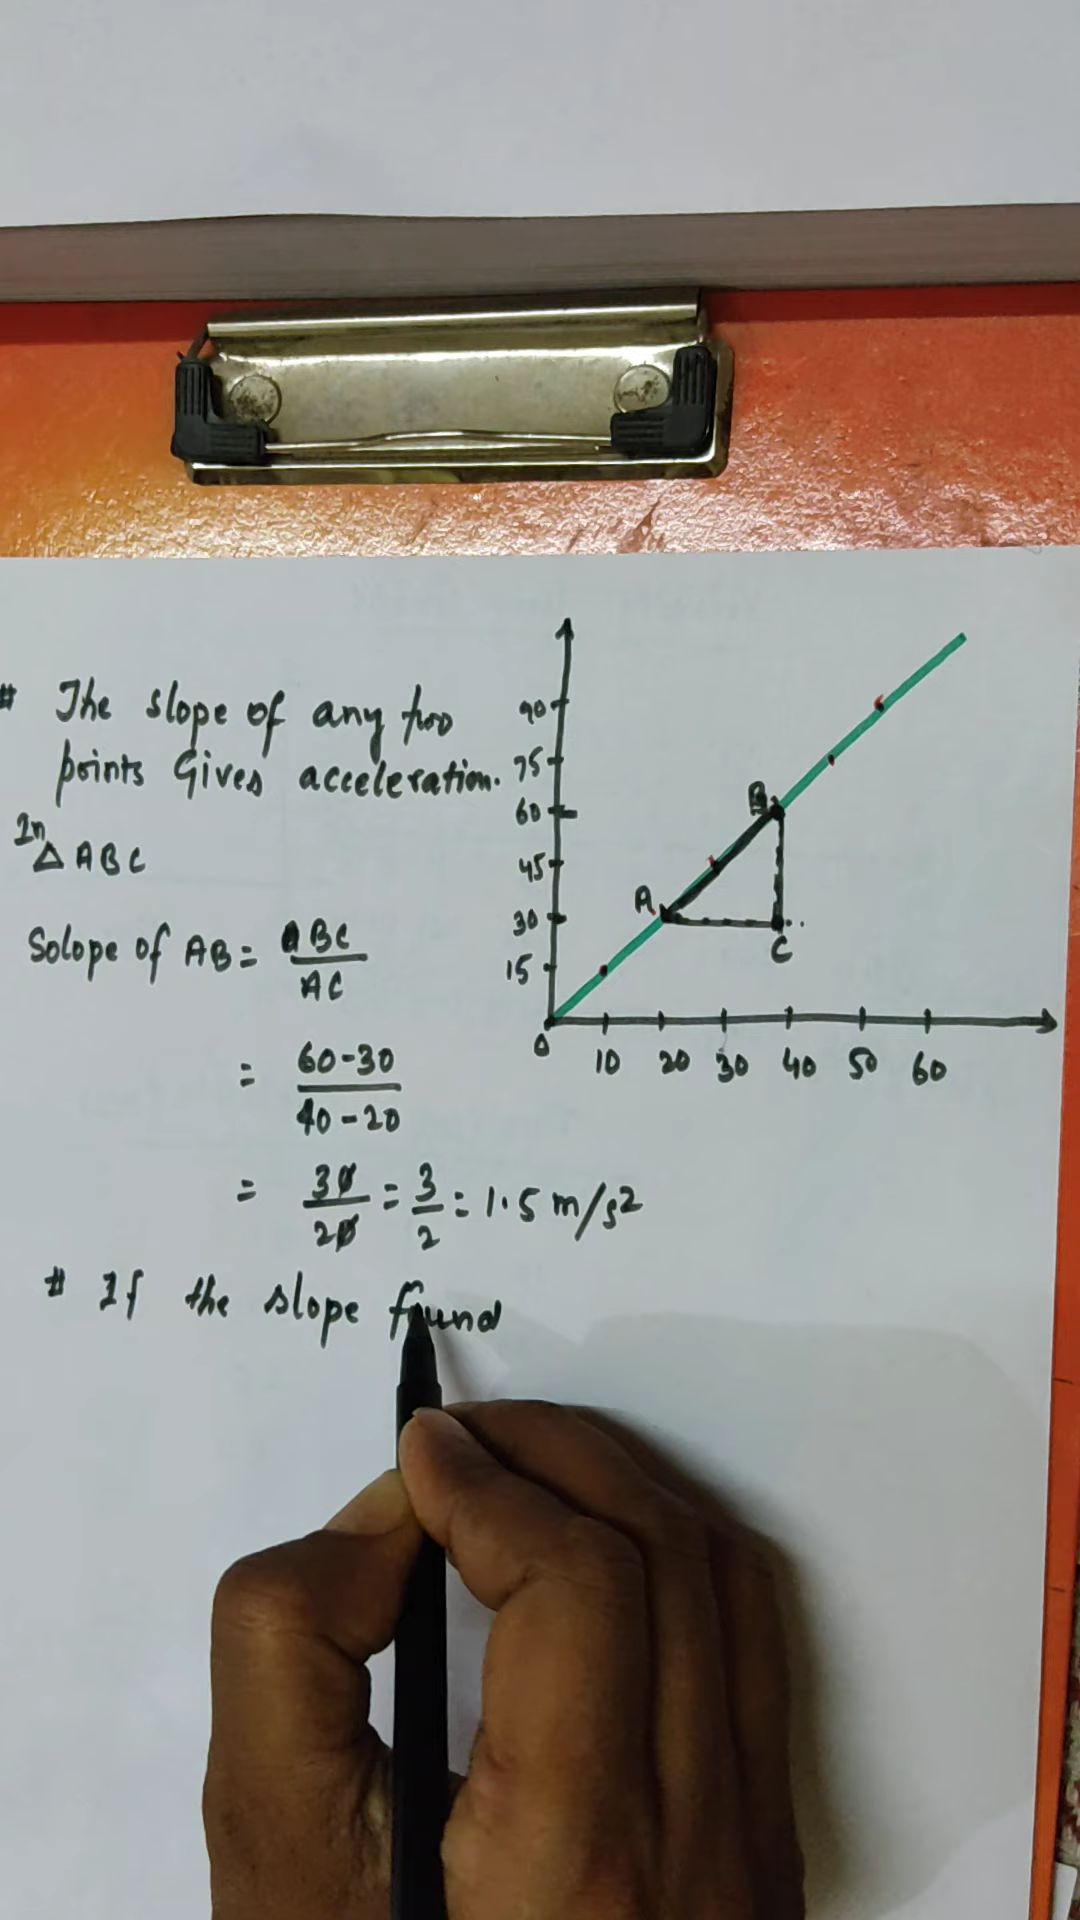 # The slope of any two
points Gives acceleration.
In
△ ABC
Solope of AB = BC
AC
= 60-30
40-20
= 30 = 3 = 1.5 m/s2
20 2
# If the slope found
90
75
60
45
30
15
0
10 20 30 40 50 60
A
B
C